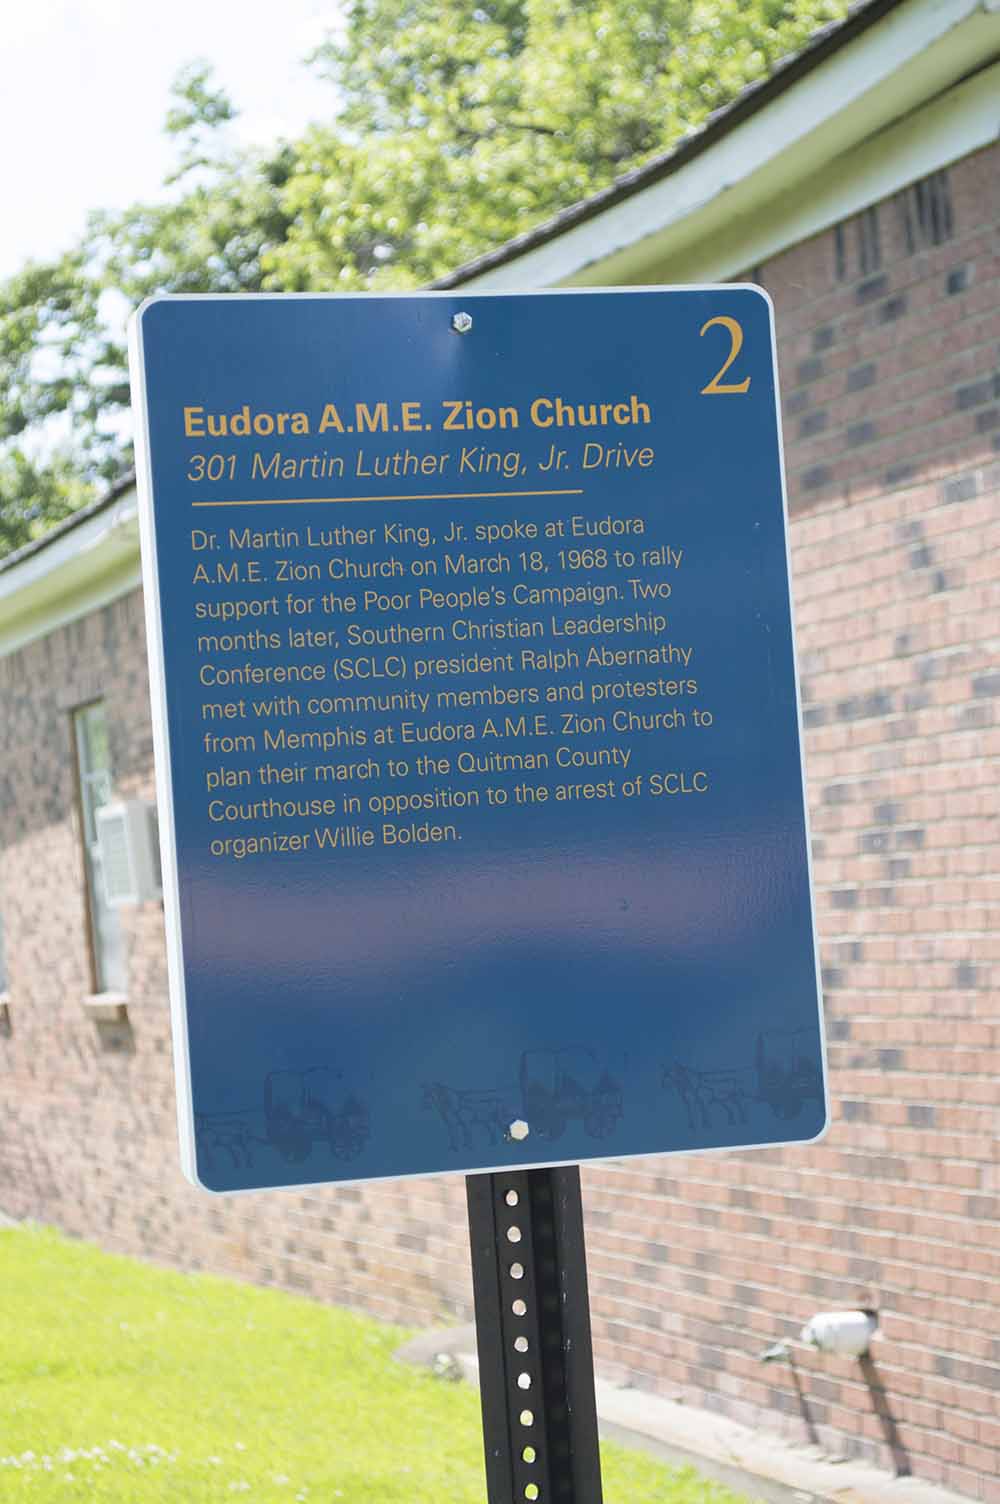 2
Eudora A.M.E. Zion Church
301 Martin Luther King, Jr. Drive
Dr. Martin Luther King, Jr. spoke at Eudora
A.M.E. Zion Church on March 18, 1968 to rally
support for the Poor People's Campaign. Two
months later, Southern Christian Leadership
Conference (SCLC) president Ralph Abernathy
met with community members and protesters
from Memphis at Eudora A.M.E. Zion Church to
plan their march to the Quitman County
Courthouse in opposition to the arrest of SCLC
organizer Willie Bolden.